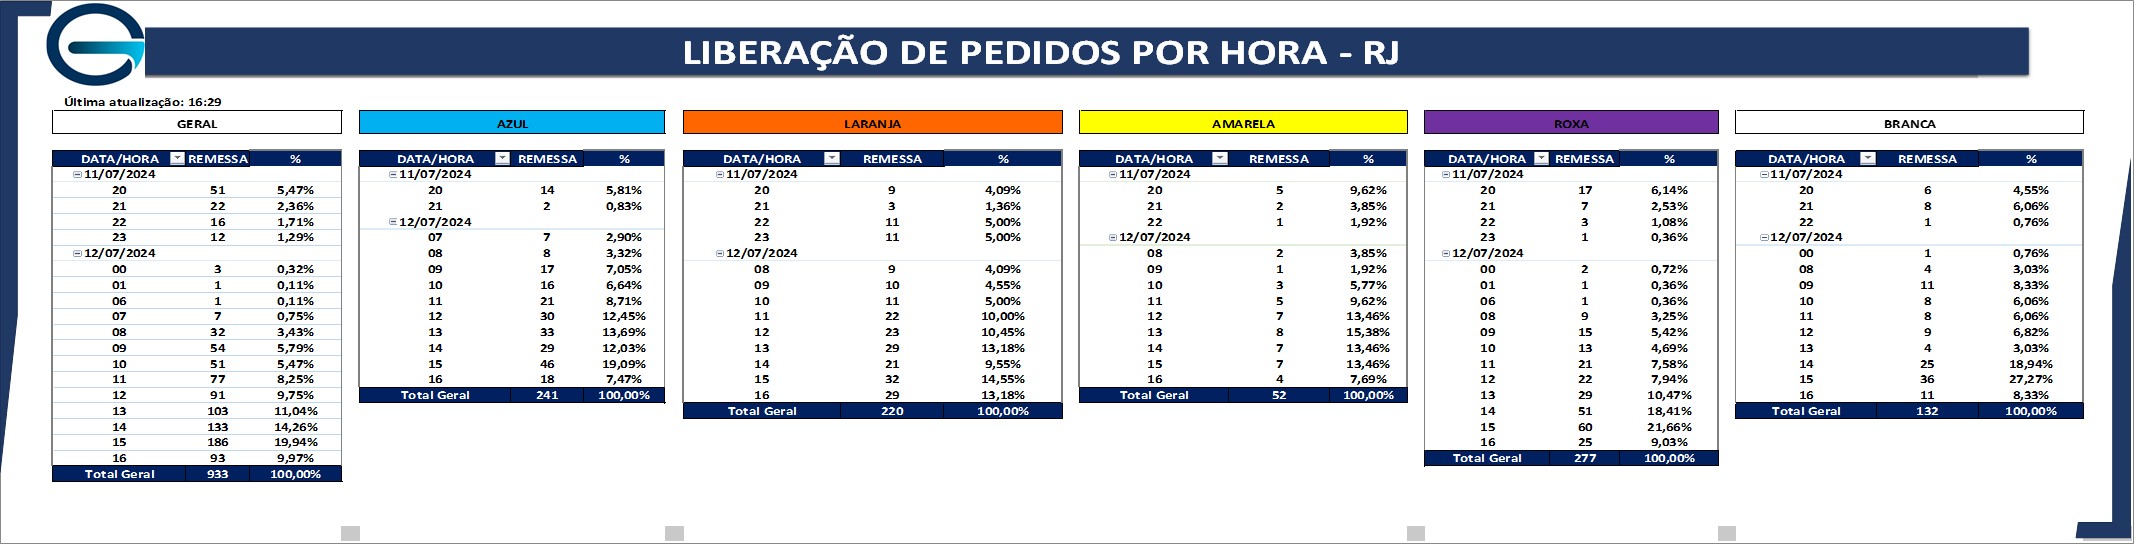 LIBERAÇÃO DE PEDIDOS POR HORA - RJ
Última atualização: 16:29
GERAL
DATA/HORA REMESSA %
11/07/2024
20 51 5,47%
21 22 2,36%
22 16 1,71%
23 12 1,29%
12/07/2024
00 3 0,32%
01 1 0,11%
06 1 0,11%
07 7 0,75%
08 32 3,43%
09 54 5,79%
10 51 5,47%
11 77 8,25%
12 91 9,75%
13 103 11,04%
14 133 14,26%
15 186 19,94%
16 93 9,97%
Total Geral 933 100,00%
AZUL
DATA/HORA REMESSA %
11/07/2024
20 14 5,81%
21 2 0,83%
12/07/2024
07 7 2,90%
08 8 3,32%
09 17 7,05%
10 16 6,64%
11 21 8,71%
12 30 12,45%
13 33 13,69%
14 29 12,03%
15 46 19,09%
16 18 7,47%
Total Geral 241 100,00%
LARANJA
DATA/HORA REMESSA %
11/07/2024
20 9 4,09%
21 3 1,36%
22 11 5,00%
23 11 5,00%
12/07/2024
08 9 4,09%
09 10 4,55%
10 11 5,00%
11 22 10,00%
12 23 10,45%
13 29 13,18%
14 21 9,55%
15 32 14,55%
16 29 13,18%
Total Geral 220 100,00%
AMARELA
DATA/HORA REMESSA %
11/07/2024
20 5 9,62%
21 2 3,85%
22 1 1,92%
12/07/2024
08 2 3,85%
09 1 1,92%
10 3 5,77%
11 5 9,62%
12 7 13,46%
13 8 15,38%
14 7 13,46%
15 7 13,46%
16 4 7,69%
Total Geral 52 100,00%
ROXA
DATA/HORA REMESSA %
11/07/2024
20 17 6,14%
21 7 2,53%
22 3 1,08%
23 1 0,36%
12/07/2024
00 2 0,72%
01 1 0,36%
06 1 0,36%
08 9 3,25%
09 15 5,42%
10 13 4,69%
11 21 7,58%
12 22 7,94%
13 29 10,47%
14 51 18,41%
15 60 21,66%
16 25 9,03%
Total Geral 277 100,00%
BRANCA
DATA/HORA REMESSA %
11/07/2024
20 6 4,55%
21 8 6,06%
22 1 0,76%
12/07/2024
00 1 0,76%
08 4 3,03%
09 11 8,33%
10 8 6,06%
11 8 6,06%
12 9 6,82%
13 4 3,03%
14 25 18,94%
15 36 27,27%
16 11 8,33%
Total Geral 132 100,00%